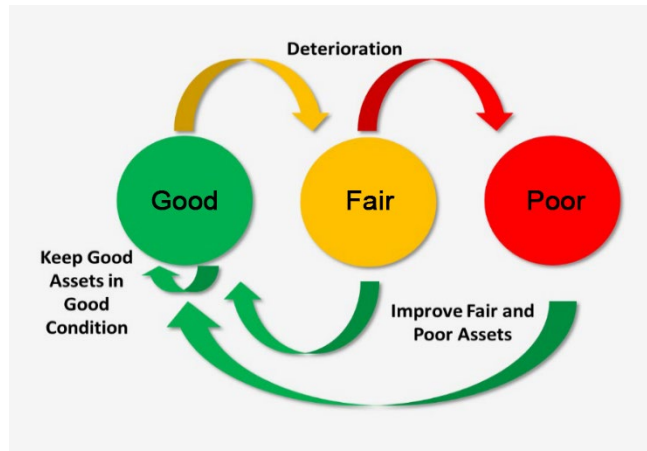 Deterioration
Good
Fair
Poor
Keep Good
Assets in
Good
Condition
Improve Fair and
Poor Assets